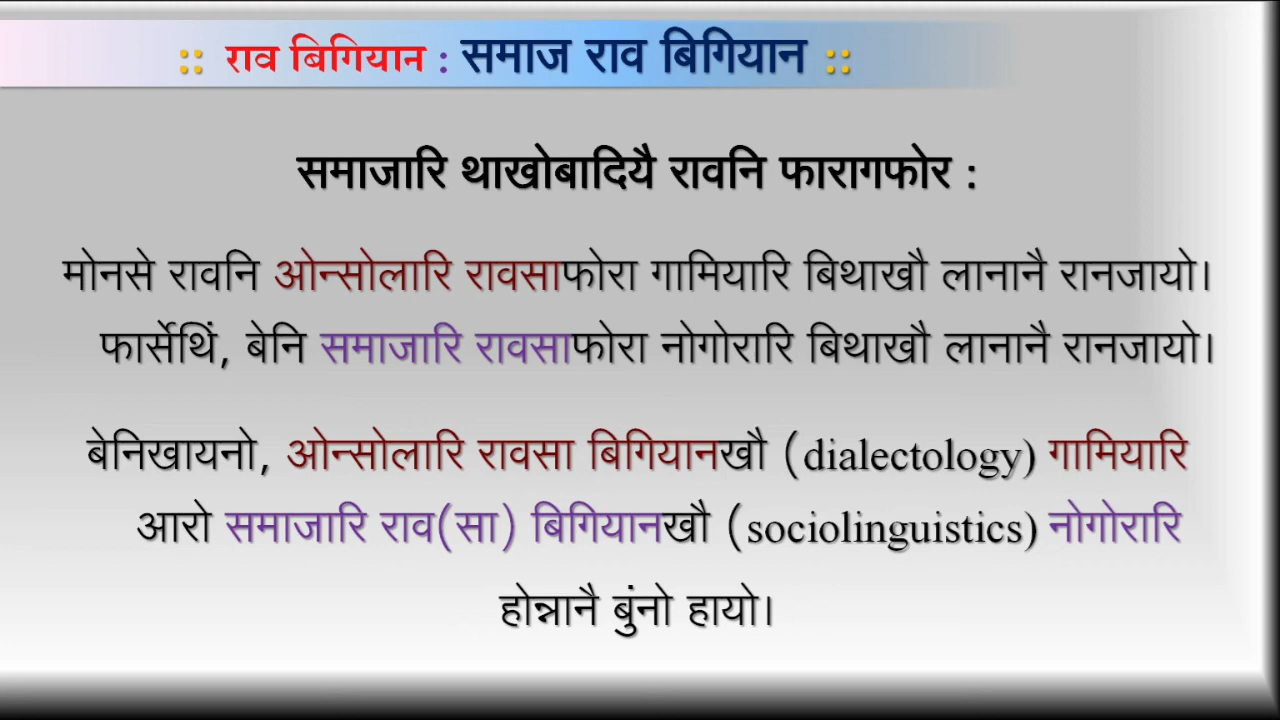 :: राव बिगियान : समाज राव बिगियान ::
समाजारि थाखोबादियै रावनि फारागफोर :
मोनसे रावनि ओन्सोलारि रावसाफोरा गामियारि बिथाखौ लानानै रानजायो।
फार्सेथिं, बेनि समाजारि रावसाफोरा नोगोरारि बिथाखौ लानानै रानजायो।
बेनिखायनो, ओन्सोलारि रावसा बिगियानखौ (dialectology) गामियारि
आरो समाजारि राव(सा) बिगियानखौ (sociolinguistics) नोगोरारि
होन्नानै बुंनो हायो।